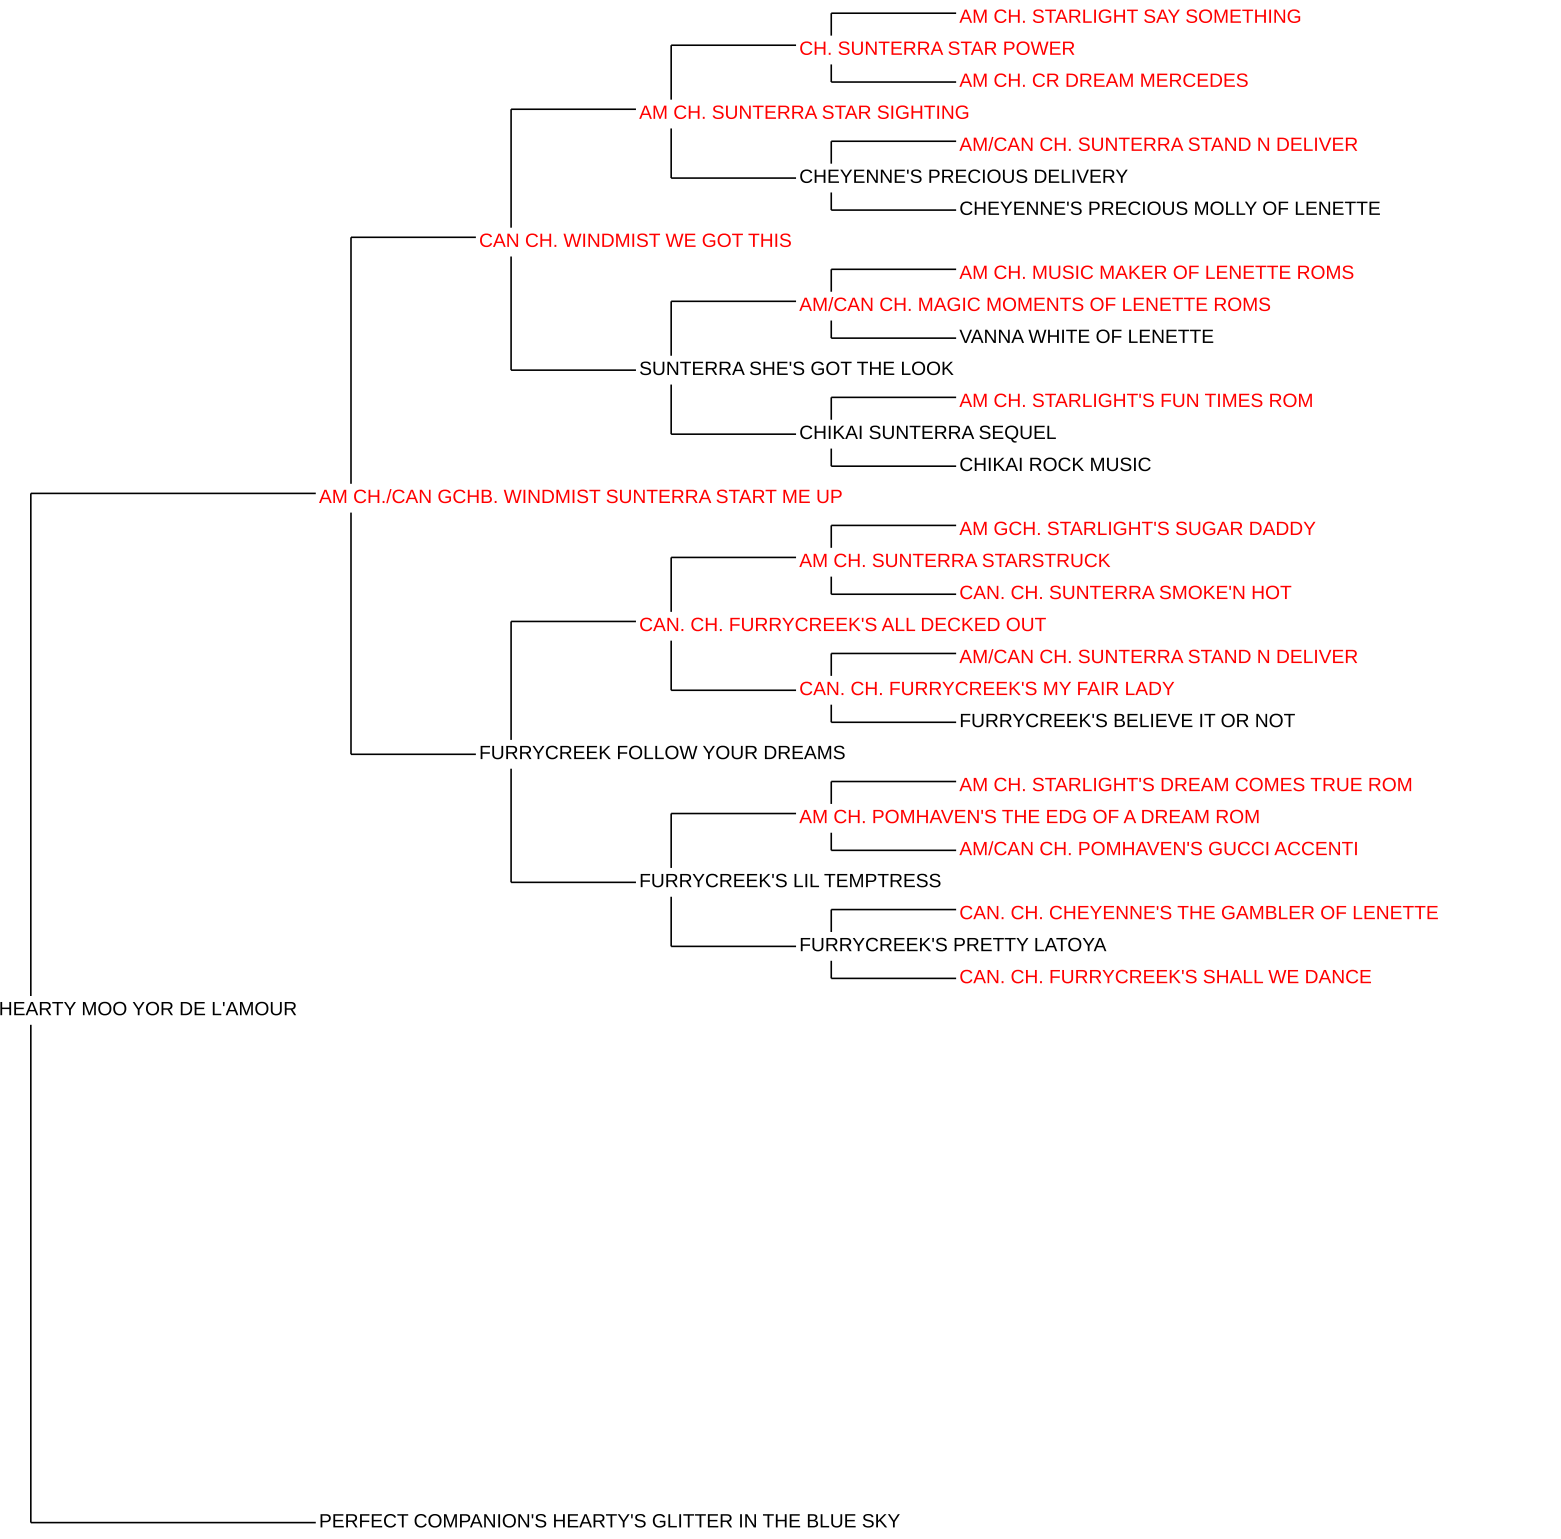 AM CH. STARLIGHT SAY SOMETHING
CH. SUNTERRA STAR POWER
AM CH. CR DREAM MERCEDES
AM CH. SUNTERRA STAR SIGHTING
AM/CAN CH. SUNTERRA STAND N DELIVER
CHEYENNE'S PRECIOUS DELIVERY
CHEYENNE'S PRECIOUS MOLLY OF LENETTE
CAN CH. WINDMIST WE GOT THIS
AM CH. MUSIC MAKER OF LENETTE ROMS
AM/CAN CH. MAGIC MOMENTS OF LENETTE ROMS
VANNA WHITE OF LENETTE
SUNTERRA SHE'S GOT THE LOOK
AM CH. STARLIGHT'S FUN TIMES ROM
CHIKAI SUNTERRA SEQUEL
CHIKAI ROCK MUSIC
AM CH./CAN GCHB. WINDMIST SUNTERRA START ME UP
AM GCH. STARLIGHT'S SUGAR DADDY
AM CH. SUNTERRA STARSTRUCK
CAN. CH. SUNTERRA SMOKE'N HOT
CAN. CH. FURRYCREEK'S ALL DECKED OUT
AM/CAN CH. SUNTERRA STAND N DELIVER
CAN. CH. FURRYCREEK'S MY FAIR LADY
FURRYCREEK'S BELIEVE IT OR NOT
FURRYCREEK FOLLOW YOUR DREAMS
AM CH. STARLIGHT'S DREAM COMES TRUE ROM
AM CH. POMHAVEN'S THE EDG OF A DREAM ROM
AM/CAN CH. POMHAVEN'S GUCCI ACCENTI
FURRYCREEK'S LIL TEMPTRESS
CAN. CH. CHEYENNE'S THE GAMBLER OF LENETTE
FURRYCREEK'S PRETTY LATOYA
CAN. CH. FURRYCREEK'S SHALL WE DANCE
HEARTY MOO YOR DE L'AMOUR
PERFECT COMPANION'S HEARTY'S GLITTER IN THE BLUE SKY